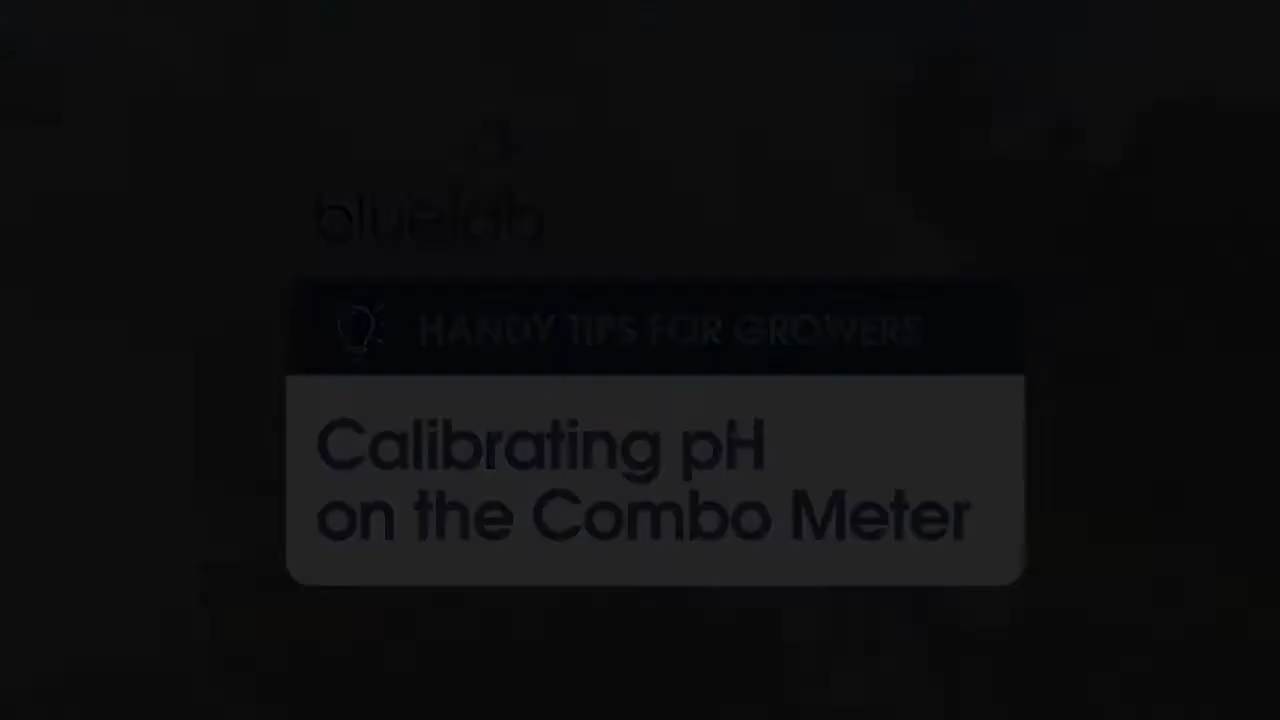 bluelab
HANDY TIPS FOR GROWERS
Calibrating pH
on the Combo Meter